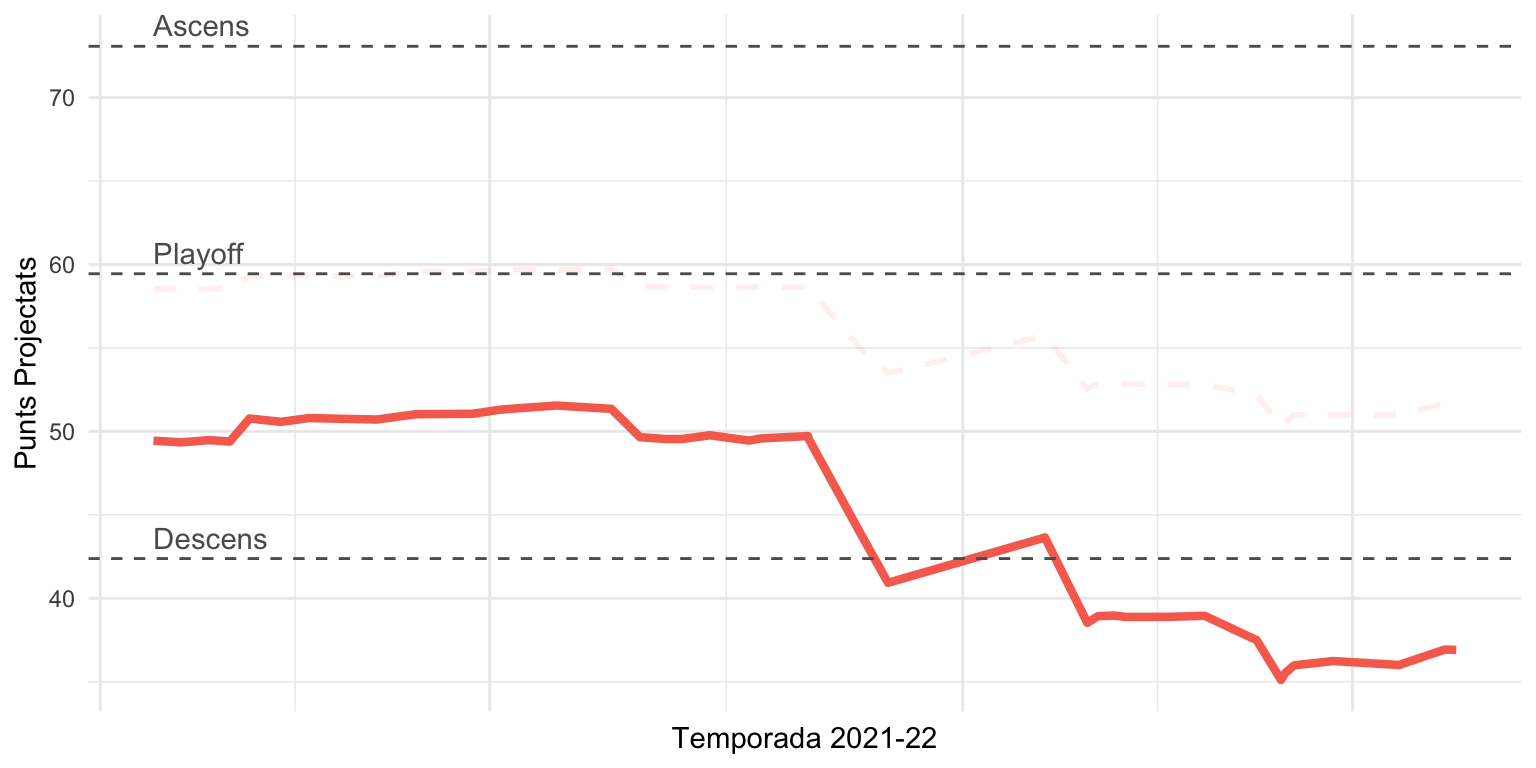 Ascens
70
Playoff
60
50
Descens
40
Punts Projectats
Temporada 2021-22